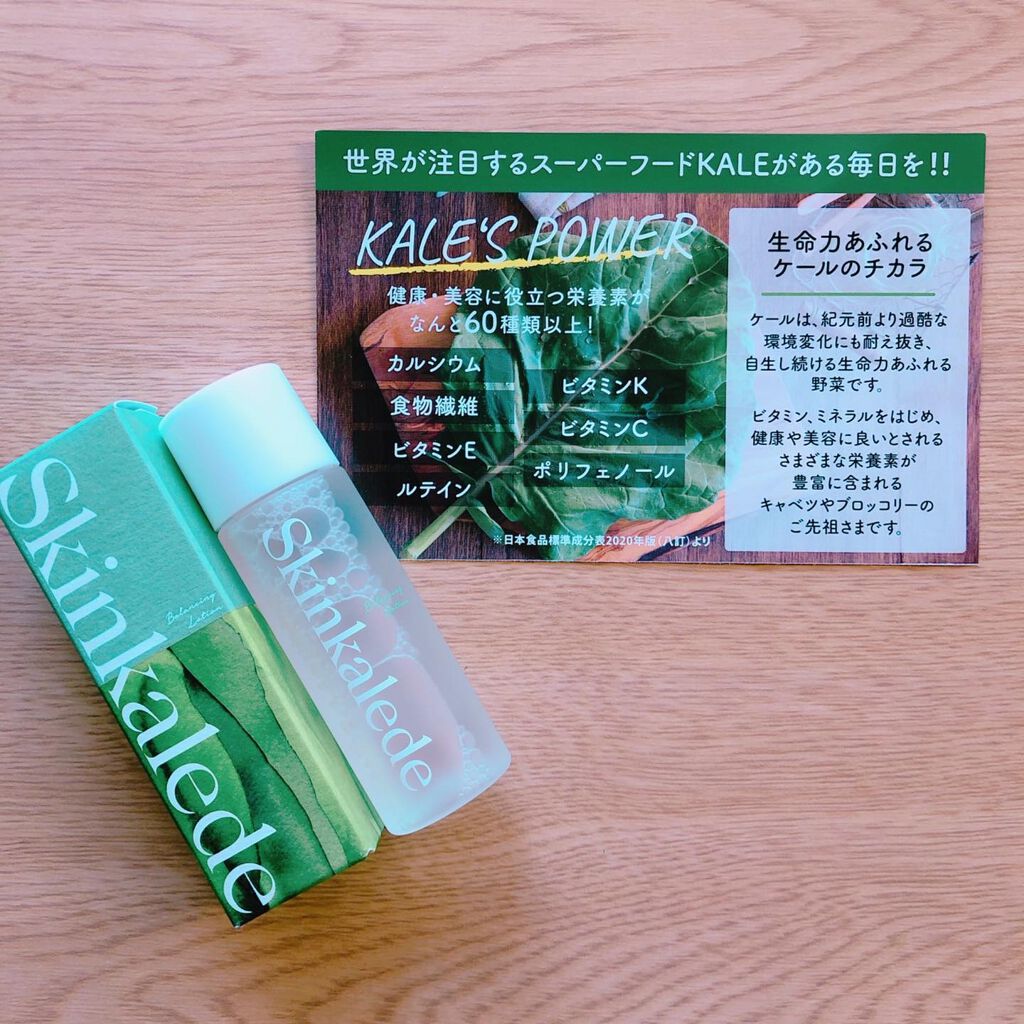 世界が注目するスーパーフードKALEがある毎日を!!
KALE'S POWER
健康・美容に役立つ栄養素が
なんと60種類以上!
カルシウム
食物繊維
ビタミンE
ルテイン
ビタミンK
ビタミンC
ポリフェノール
※日本食品標準成分表2020年版(八訂)より
生命力あふれる
ケールのチカラ
ケールは、紀元前より過酷な
環境変化にも耐え抜き、
自生し続ける生命力あふれる
野菜です。
ビタミン、ミネラルをはじめ、
健康や美容に良いとされる
さまざまな栄養素が
豊富に含まれる
キャベツやブロッコリーの
ご先祖さまです。
Skinkalede
Balancing
Lotion
Skinkalede
Balancing
Lotion